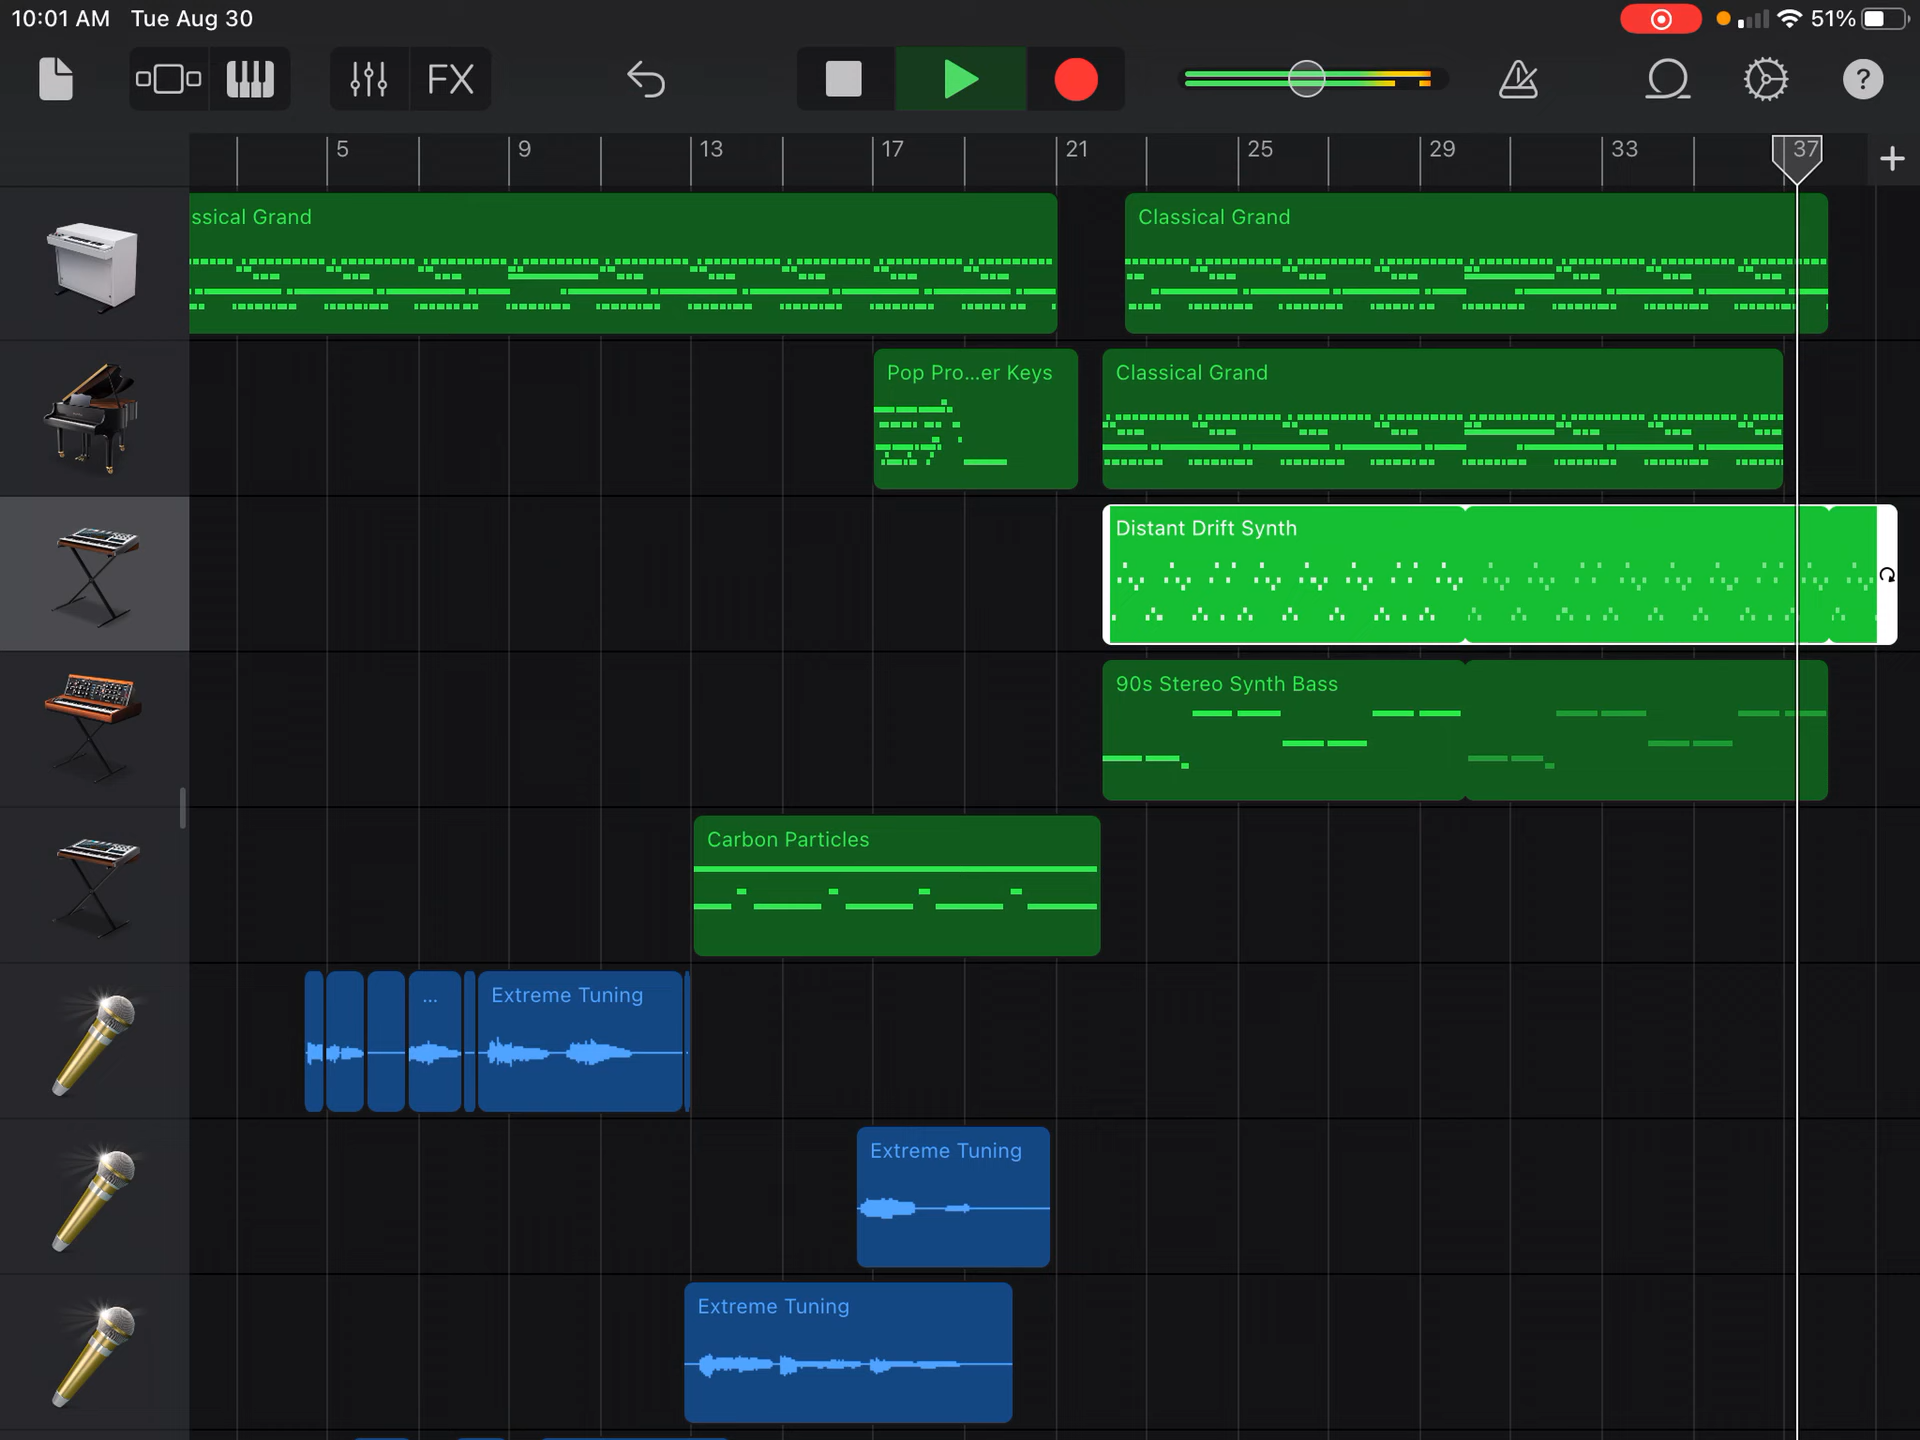 10:01 AM Tue Aug 30 51%
FX ?
5 9 13 17 21 25 29 33 37 +
ssical Grand Classical Grand
Pop Pro...er Keys Classical Grand
Distant Drift Synth
90s Stereo Synth Bass
Carbon Particles
... Extreme Tuning
Extreme Tuning
Extreme Tuning